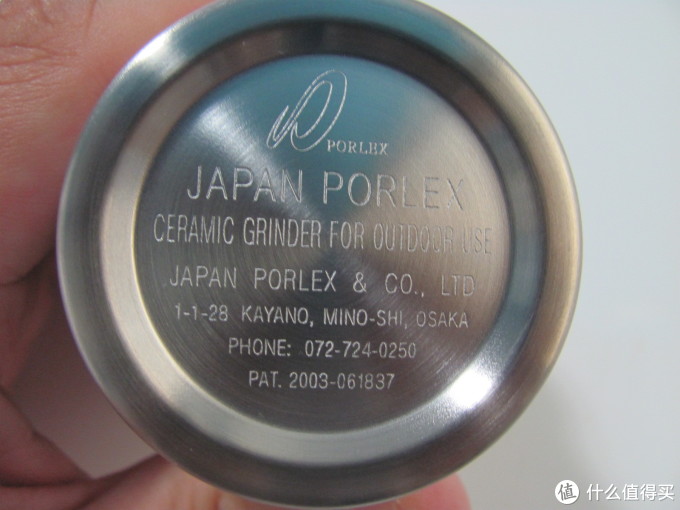 PORLEX
JAPAN PORLEX
CERAMIC GRINDER FOR OUTDOOR USE
JAPAN PORLEX & CO., LTD
1-1-28 KAYANO, MINO-SHI, OSAKA
PHONE: 072-724-0250
PAT. 2003-061837
值 什么值得买